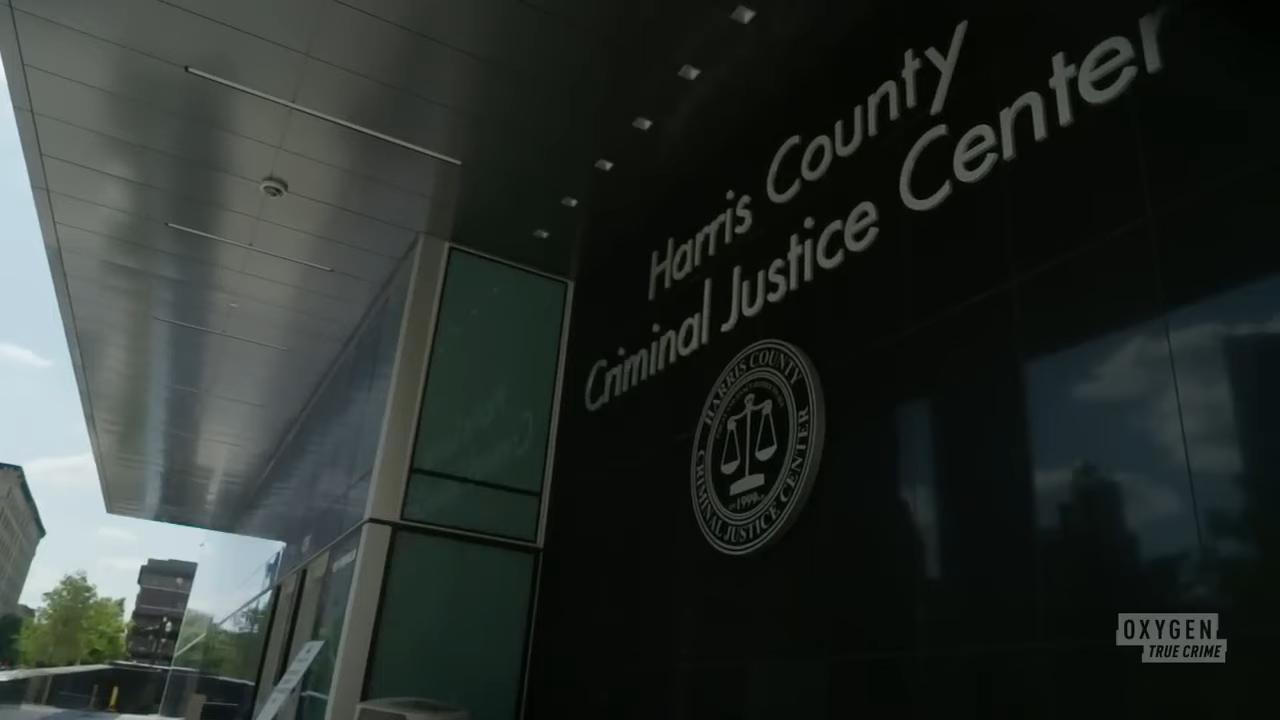 Harris County
Criminal Justice Center
HARRIS COUNTY
1999
CRIMINAL JUSTICE CENTER
OXYGEN
TRUE CRIME